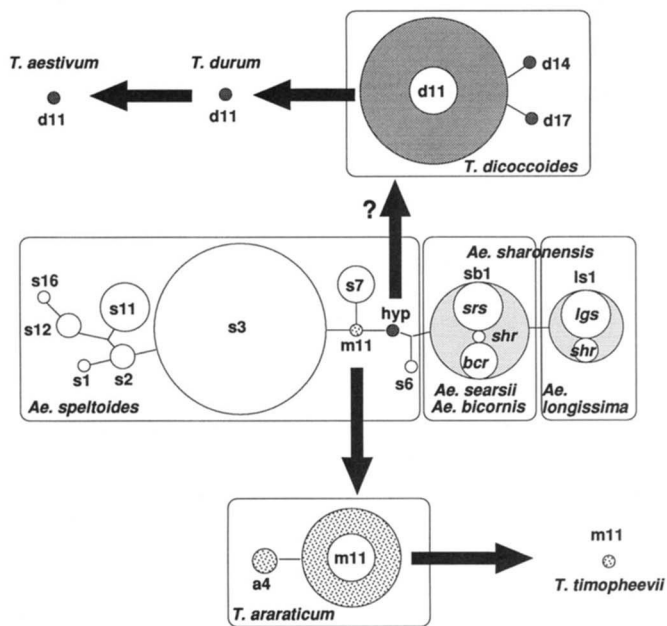 T. aestivum
d11
T. durum
d11
d11
d14
d17
T. dicoccoides
?
s16
s12
s11
s1
s2
s3
s7
m11
hyp
s6
Ae. speltoides
Ae. sharonensis
sb1
srs
shr
bcr
Ae. searsii
Ae. bicornis
ls1
lgs
shr
Ae.
longissima
a4
m11
T. araraticum
m11
T. timopheevii